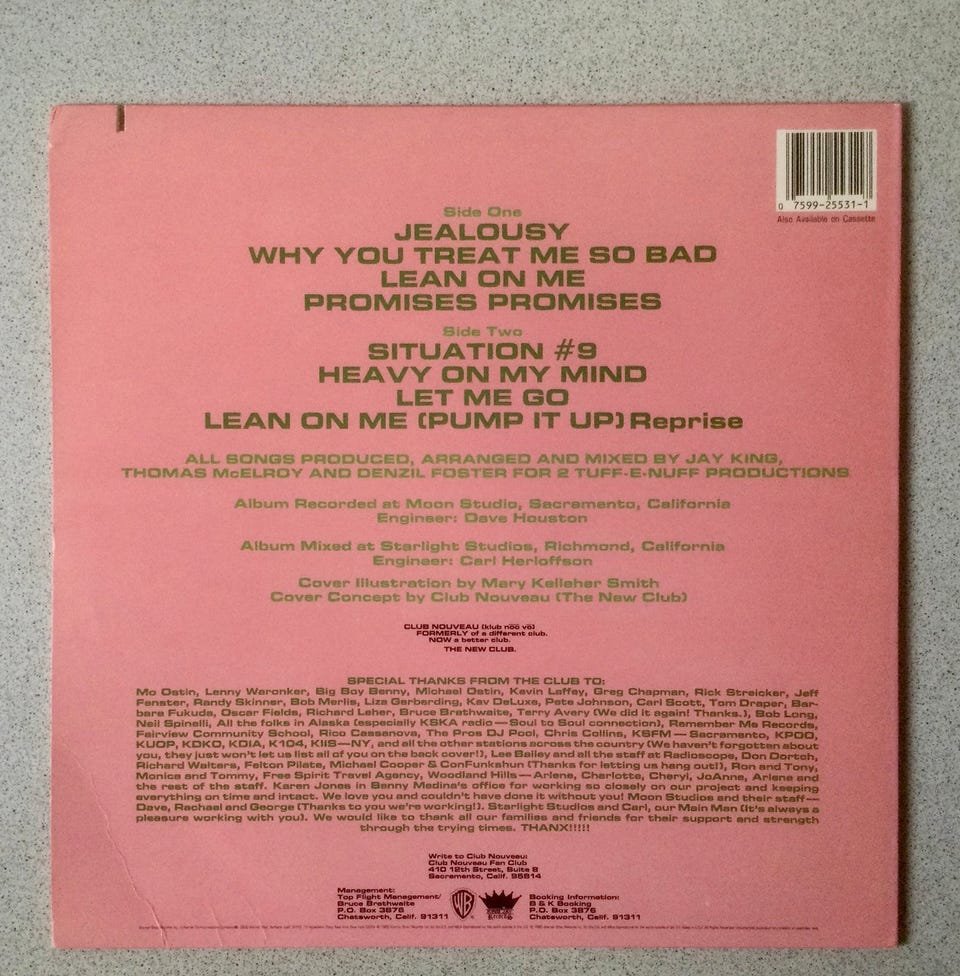 0 7599-25531-1
Also Available on Cassette
Side One
JEALOUSY
WHY YOU TREAT ME SO BAD
LEAN ON ME
PROMISES PROMISES
Side Two
SITUATION #9
HEAVY ON MY MIND
LET ME GO
LEAN ON ME (PUMP IT UP) Reprise
ALL SONGS PRODUCED, ARRANGED AND MIXED BY JAY KING,
THOMAS McELROY AND DENZIL FOSTER FOR 2 TUFF-E-NUFF PRODUCTIONS
Album Recorded at Moon Studio, Sacramento, California
Engineer: Dave Houston
Album Mixed at Starlight Studios, Richmond, California
Engineer: Carl Herloffson
Cover Illustration by Mary Kelleher Smith
Cover Concept by Club Nouveau (The New Club)
CLUB NOUVEAU (klub noo vo)
FORMERLY of a different club.
NOW a better club.
THE NEW CLUB.
SPECIAL THANKS FROM THE CLUB TO:
Mo Ostin, Lenny Waronker, Big Boy Benny, Michael Ostin, Kevin Laffey, Greg Chapman, Rick Streicker, Jeff
Fenster, Randy Skinner, Bob Merlis, Liza Gerberding, Kav DeLuxe, Pete Johnson, Carl Scott, Tom Draper, Bar-
bara Fukuda, Oscar Fields, Richard Leher, Bruce Brathwaite, Terry Avery (We did it again! Thanks.), Bob Long,
Neil Spinelli, All the folks in Alaska (especially KSKA radio—Soul to Soul connection), Remember Me Records,
Fairview Community School, Rico Cassanova, The Pros DJ Pool, Chris Collins, KSFM—Sacramento, KPOO,
KUOP, KDKO, KDIA, K104, KIIS—NY, and all the other stations across the country (We haven't forgotten about
you, they just won't let us list all of you on the back cover!), Lee Bailey and all the staff at Radioscope, Don Dortch,
Richard Walters, Felton Pilate, Michael Cooper & ConFunkshun (Thanks for letting us hang out!), Ron and Tony,
Monica and Tommy, Free Spirit Travel Agency, Woodland Hills—Arlene, Charlotte, Cheryl, JoAnne, Arlene and
the rest of the staff. Karen Jones in Benny Medina's office for working so closely on our project and keeping
everything on time and intact. We love you and couldn't have done it without you! Moon Studios and their staff—
Dave, Rachael and George (Thanks to you we're working!). Starlight Studios and Carl, our Main Man (it's always a
pleasure working with you). We would like to thank all our families and friends for their support and strength
through the trying times. THANX!!!!!
Write to Club Nouveau:
Club Nouveau Fan Club
410 12th Street, Suite B
Sacramento, Calif. 95814
Management:
Top Flight Management/
Bruce Brathwaite
P.O. Box 3876
Chatsworth, Calif. 91311
WB
Booking Information:
B & K Booking
P.O. Box 3876
Chatsworth, Calif. 91311